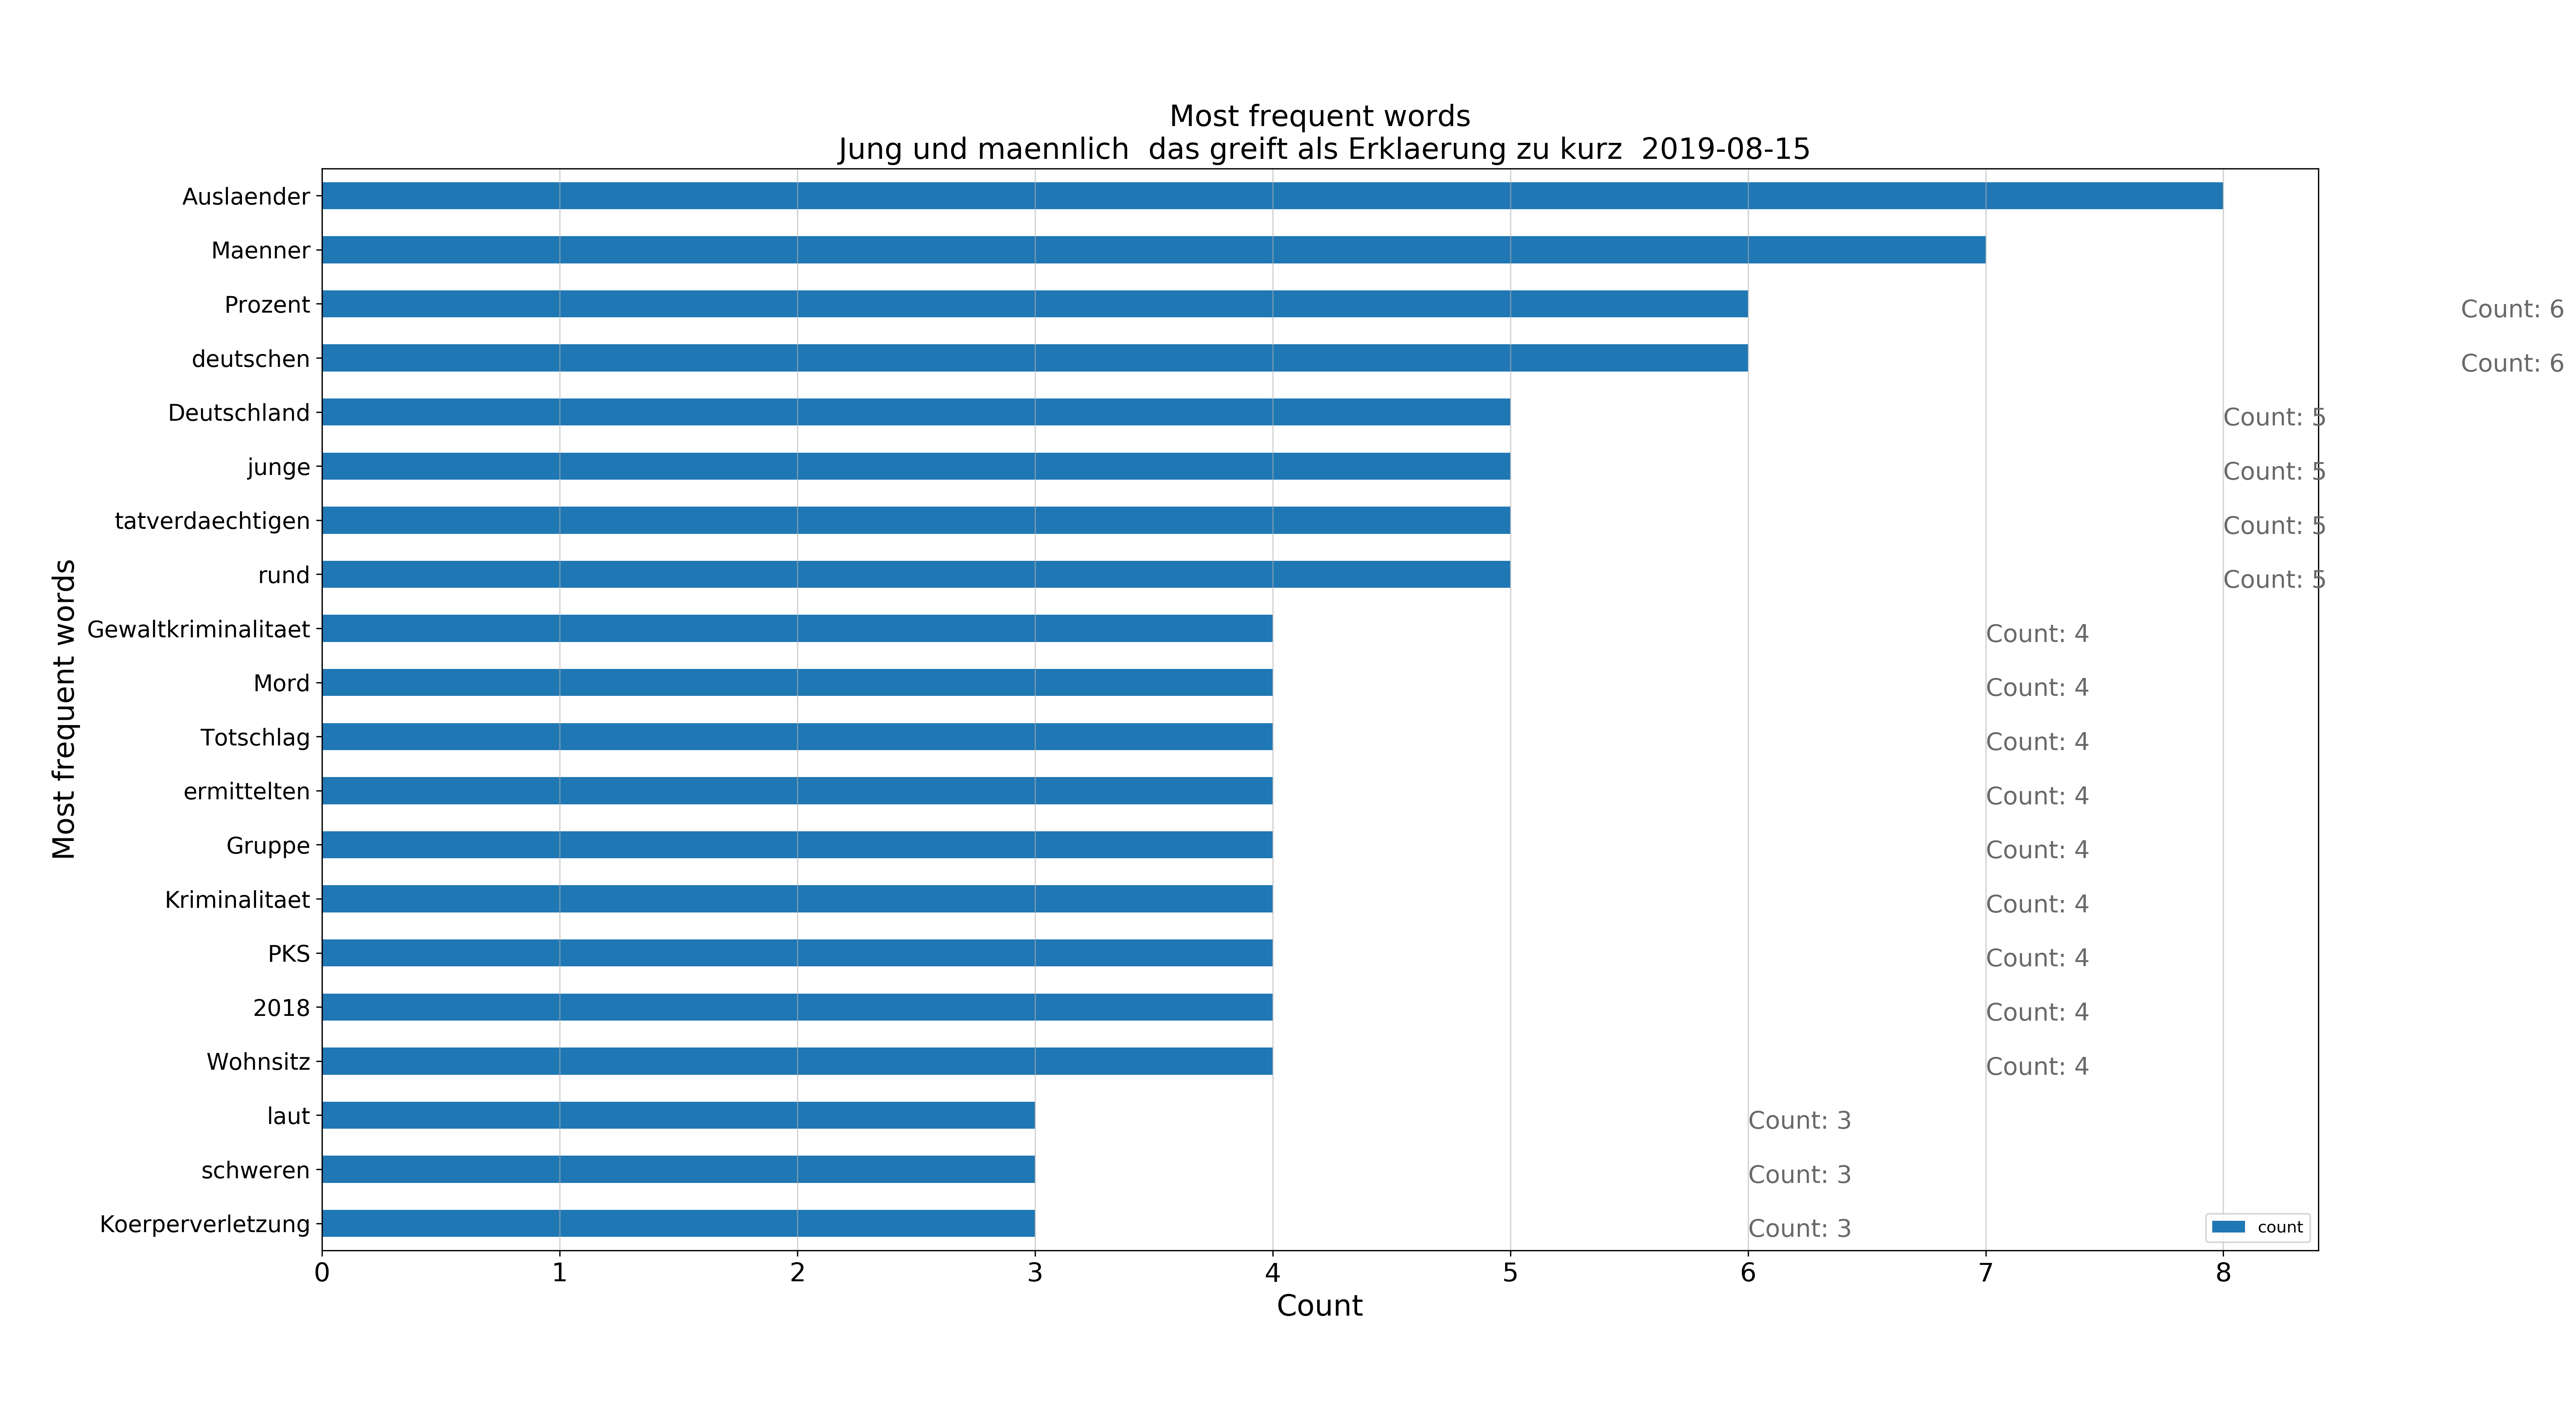 Most frequent words
Jung und maennlich  das greift als Erklaerung zu kurz  2019-08-15
Most frequent words
Auslaender
Maenner
Prozent Count: 6
deutschen Count: 6
Deutschland Count: 5
junge Count: 5
tatverdaechtigen Count: 5
rund Count: 5
Gewaltkriminalitaet Count: 4
Mord Count: 4
Totschlag Count: 4
ermittelten Count: 4
Gruppe Count: 4
Kriminalitaet Count: 4
PKS Count: 4
2018 Count: 4
Wohnsitz Count: 4
laut Count: 3
schweren Count: 3
Koerperverletzung Count: 3
count
0 1 2 3 4 5 6 7 8
Count